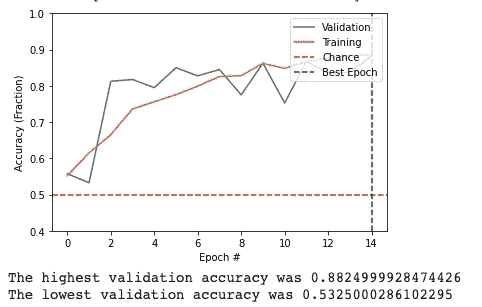 1.0
0.9
0.8
0.7
0.6
0.5
0.4
Accuracy (Fraction)
Validation
Training
Chance
Best Epoch
0 2 4 6 8 10 12 14
Epoch #
The highest validation accuracy was 0.8824999928474426
The lowest validation accuracy was 0.5325000286102295